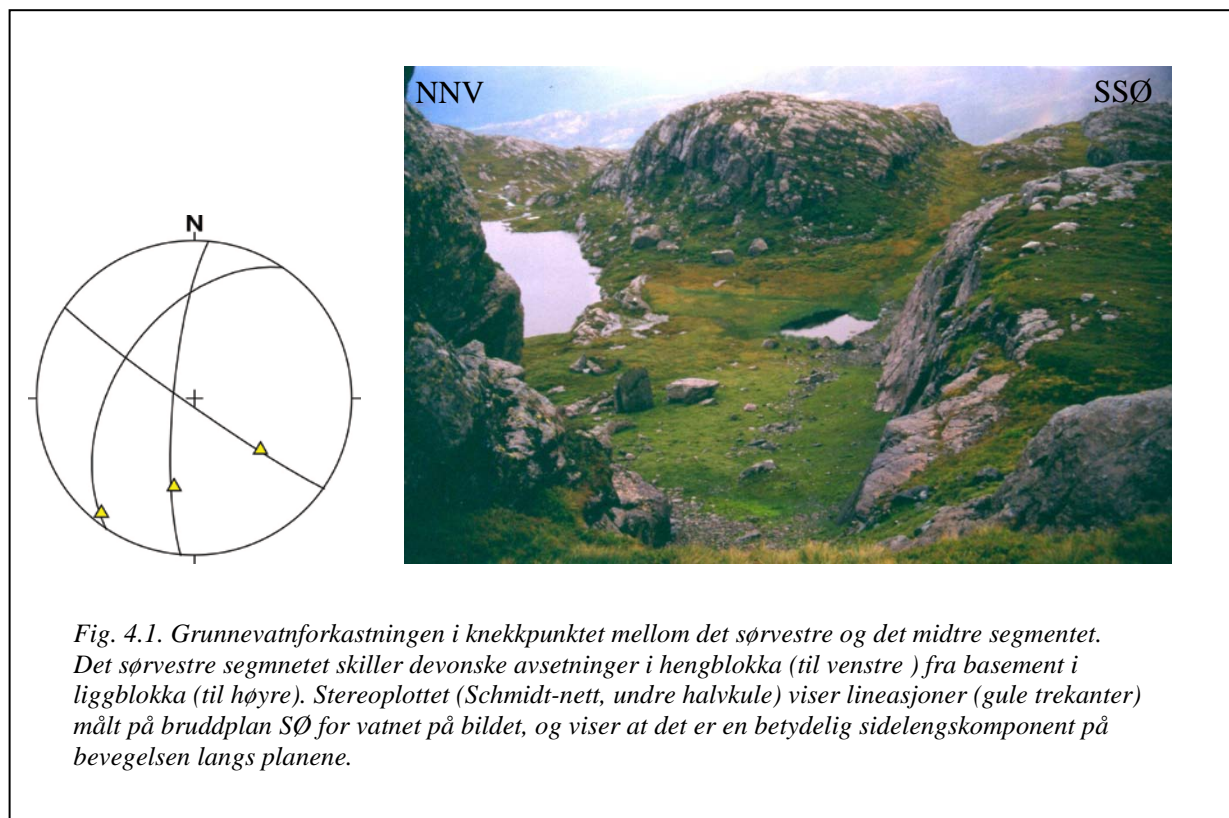 NNV
SSØ
N
Fig. 4.1. Grunnevatnforkastningen i knekkpunktet mellom det sørvestre og det midtre segmentet.
Det sørvestre segmnetet skiller devonske avsetninger i hengblokka (til venstre ) fra basement i
liggblokka (til høyre). Stereoplottet (Schmidt-nett, undre halvkule) viser lineasjoner (gule trekanter)
målt på bruddplan SØ for vatnet på bildet, og viser at det er en betydelig sidelengskomponent på
bevegelsen langs planene.